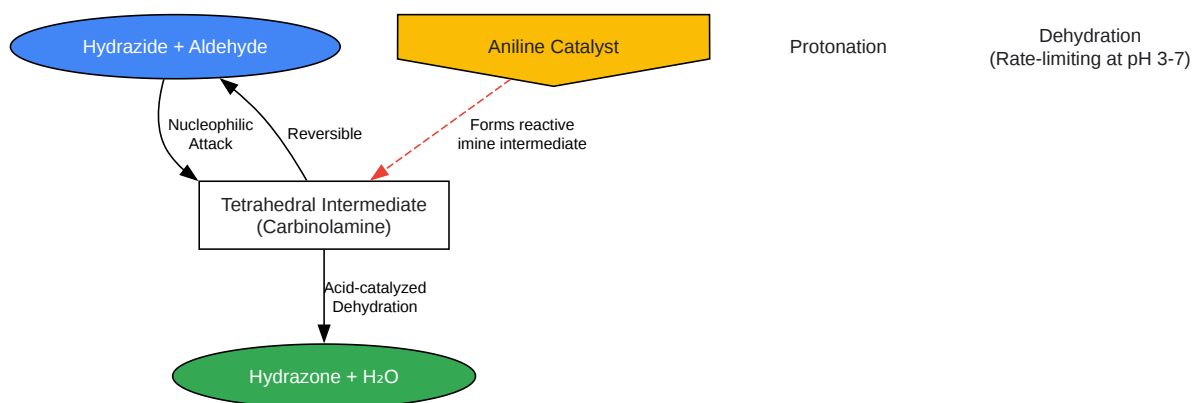 Hydrazide + Aldehyde
Aniline Catalyst
Protonation
Dehydration
(Rate-limiting at pH 3-7)
Nucleophilic
Attack
Reversible
Forms reactive
imine intermediate
Tetrahedral Intermediate
(Carbinolamine)
Acid-catalyzed
Dehydration
Hydrazone + H₂O